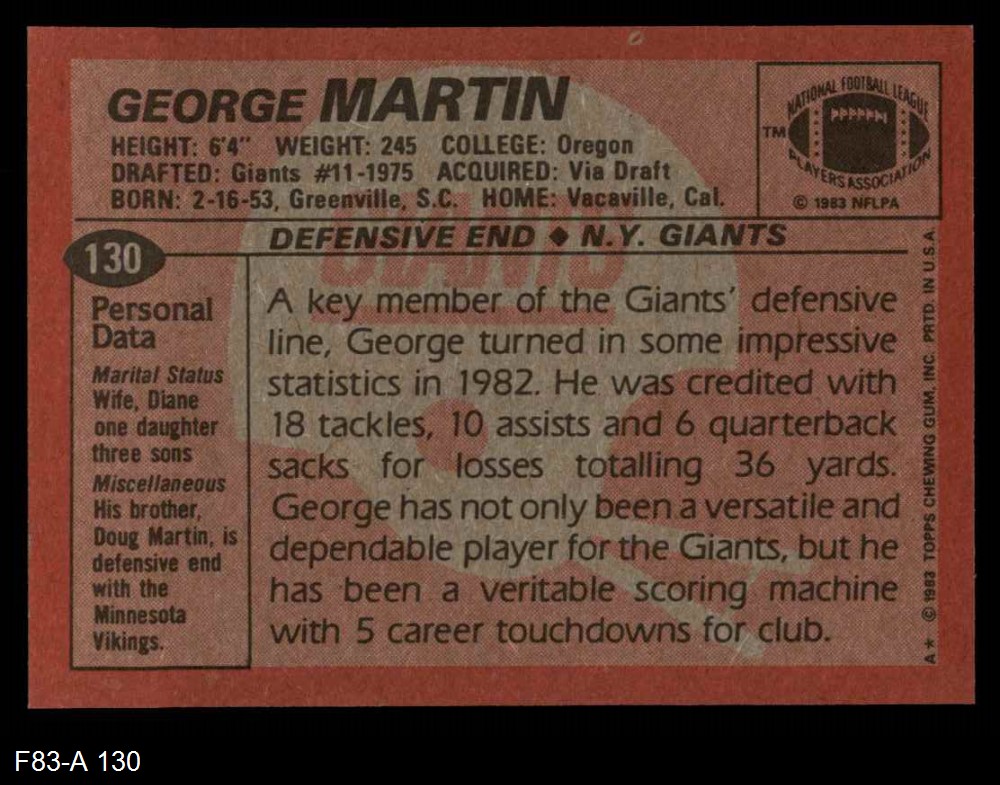 GEORGE MARTIN
HEIGHT: 6'4" WEIGHT: 245 COLLEGE: Oregon
DRAFTED: Giants #11-1975 ACQUIRED: Via Draft
BORN: 2-16-53, Greenville, S.C. HOME: Vacaville, Cal.
NATIONAL FOOTBALL LEAGUE
TM
PLAYERS ASSOCIATION
© 1983 NFLPA
130
DEFENSIVE END ♦ N.Y. GIANTS
GIANTS
Personal
Data
Marital Status
Wife, Diane
one daughter
three sons
Miscellaneous
His brother,
Doug Martin, is
defensive end
with the
Minnesota
Vikings.
A key member of the Giants' defensive
line, George turned in some impressive
statistics in 1982. He was credited with
18 tackles, 10 assists and 6 quarterback
sacks for losses totalling 36 yards.
George has not only been a versatile and
dependable player for the Giants, but he
has been a veritable scoring machine
with 5 career touchdowns for club.
A* © 1983 TOPPS CHEWING GUM, INC. PRTD. IN U.S.A.
F83-A 130